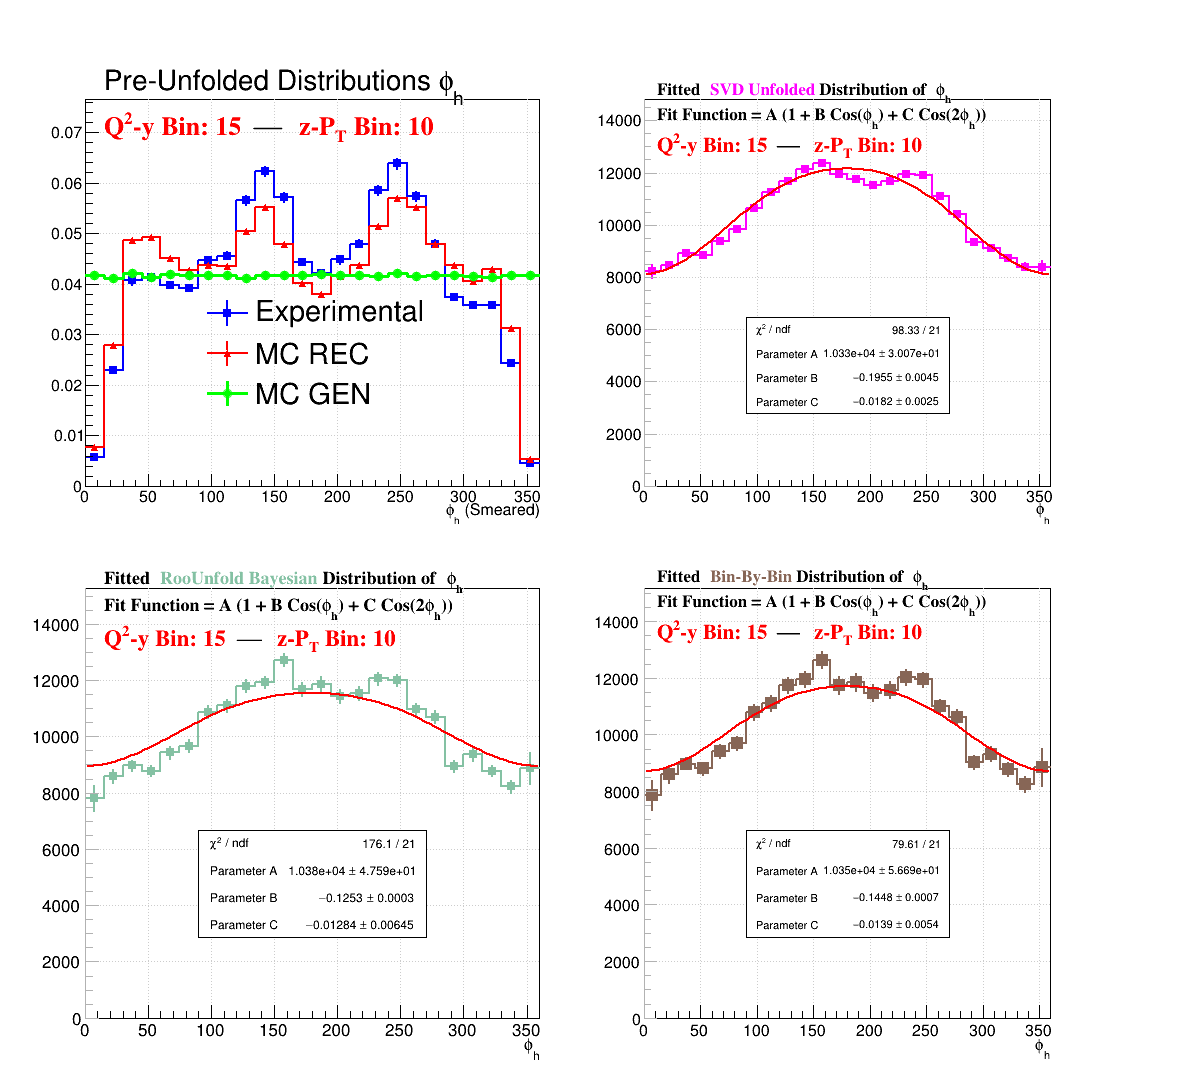 Pre-Unfolded Distributions ϕh
Q²-y Bin: 15 — z-PT Bin: 10
0.07
0.06
0.05
0.04
0.03
0.02
0.01
0
Experimental
MC REC
MC GEN
0 50 100 150 200 250 300 350
ϕh (Smeared)
Fitted SVD Unfolded Distribution of ϕh
Fit Function = A (1 + B Cos(ϕh) + C Cos(2ϕh))
Q²-y Bin: 15 — z-PT Bin: 10
14000
12000
10000
8000
6000
4000
2000
0
χ² / ndf 98.33 / 21
Parameter A 1.033e+04 ± 3.007e+01
Parameter B −0.1955 ± 0.0045
Parameter C −0.0182 ± 0.0025
0 50 100 150 200 250 300 350
ϕh
Fitted RooUnfold Bayesian Distribution of ϕh
Fit Function = A (1 + B Cos(ϕh) + C Cos(2ϕh))
Q²-y Bin: 15 — z-PT Bin: 10
14000
12000
10000
8000
6000
4000
2000
0
χ² / ndf 176.1 / 21
Parameter A 1.038e+04 ± 4.759e+01
Parameter B −0.1253 ± 0.0003
Parameter C −0.01284 ± 0.00645
0 50 100 150 200 250 300 350
ϕh
Fitted Bin-By-Bin Distribution of ϕh
Fit Function = A (1 + B Cos(ϕh) + C Cos(2ϕh))
Q²-y Bin: 15 — z-PT Bin: 10
14000
12000
10000
8000
6000
4000
2000
0
χ² / ndf 79.61 / 21
Parameter A 1.035e+04 ± 5.669e+01
Parameter B −0.1448 ± 0.0007
Parameter C −0.0139 ± 0.0054
0 50 100 150 200 250 300 350
ϕh